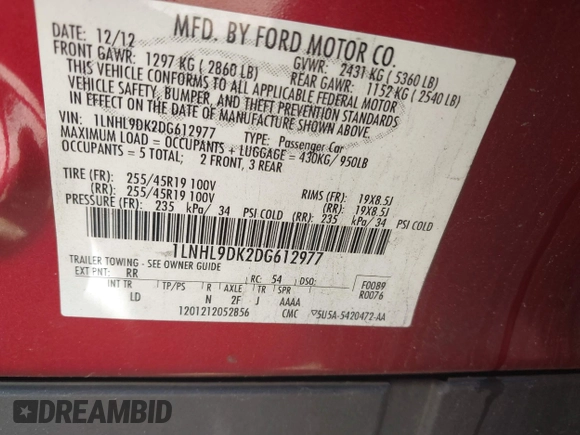 MFD. BY FORD MOTOR CO.
DATE: 12/12 GVWR: 2431 KG ( 5360 LB)
FRONT GAWR: 1297 KG ( 2860 LB) REAR GAWR: 1152 KG ( 2540 LB)
THIS VEHICLE CONFORMS TO ALL APPLICABLE FEDERAL MOTOR
VEHICLE SAFETY, BUMPER, AND THEFT PREVENTION STANDARDS
IN EFFECT ON THE DATE OF MANUFACTURE SHOWN ABOVE.
VIN: 1LNHL9DK2DG612977 TYPE: Passenger Car
MAXIMUM LOAD = OCCUPANTS + LUGGAGE = 430KG/950LB
OCCUPANTS = 5 TOTAL; 2 FRONT, 3 REAR
TIRE (FR): 255/45R19 100V RIMS (FR): 19X8.5J
(RR): 255/45R19 100V (RR): 19X8.5J
PRESSURE (FR): 235 kPa/ 34 PSI COLD (RR): 235 kPa/ 34 PSI COLD
1LNHL9DK2DG612977
TRAILER TOWING - SEE OWNER GUIDE
EXT PNT: RR RC: 54 DSO: F0089
R0076
INT TR TP/PS R AXLE TR SPR
LD N 2F J AAAA
1201212052856 CMC 5U5A-5420472-AA
DREAMBID